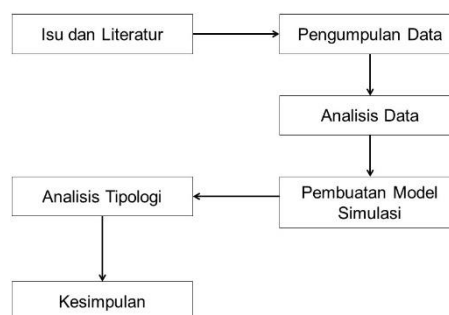 Isu dan Literatur
Pengumpulan Data
Analisis Data
Pembuatan Model
Simulasi
Analisis Tipologi
Kesimpulan